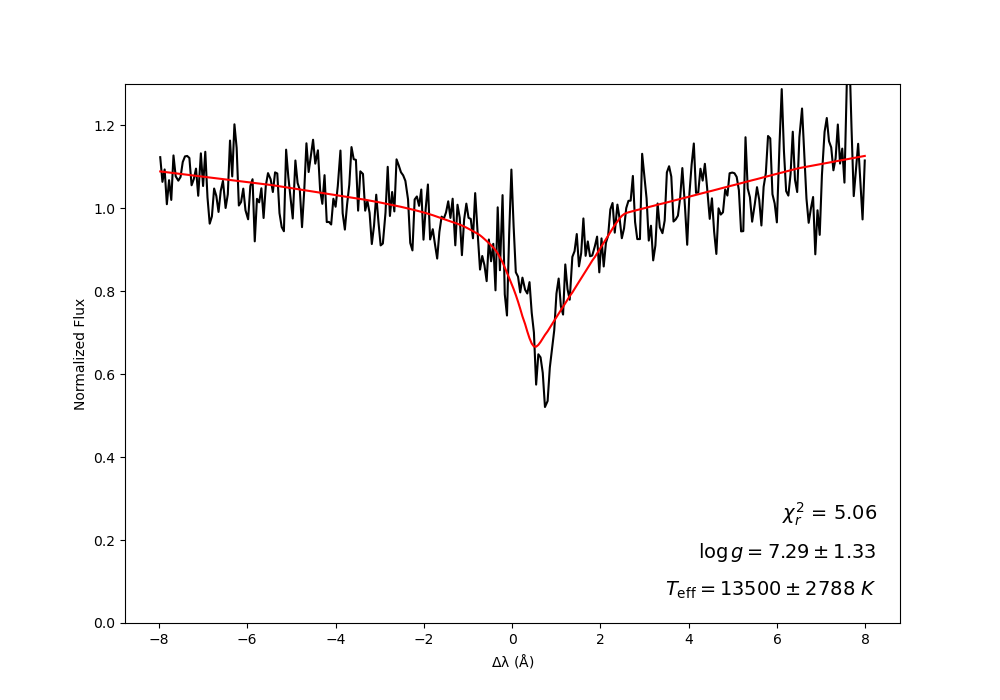 1.2
1.0
0.8
0.6
0.4
0.2
0.0
Normalized Flux
χ²ᵣ = 5.06
log g = 7.29 ± 1.33
T_eff = 13500 ± 2788 K
−8 −6 −4 −2 0 2 4 6 8
Δλ (Å)